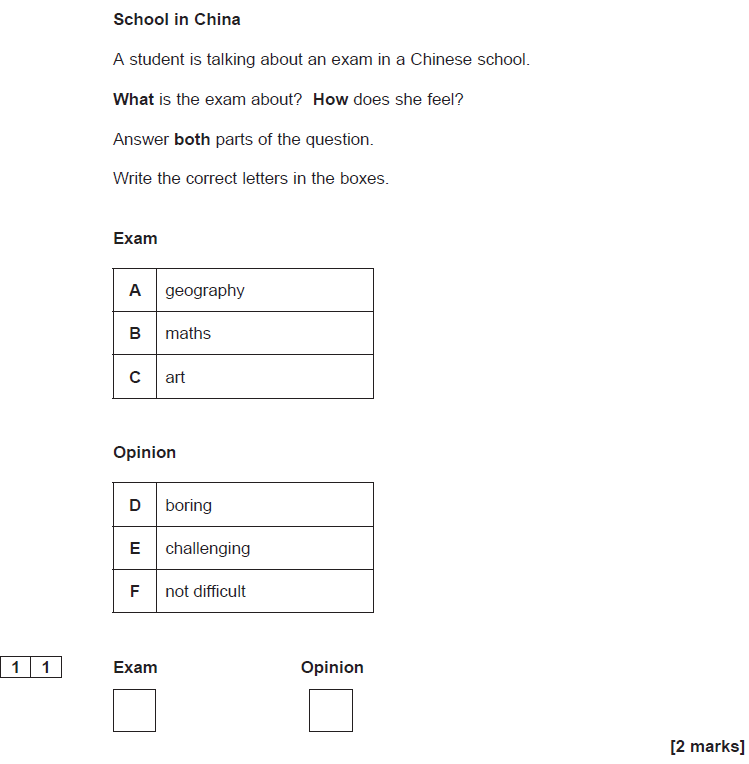 School in China
A student is talking about an exam in a Chinese school.
What is the exam about? How does she feel?
Answer both parts of the question.
Write the correct letters in the boxes.
Exam
A geography
B maths
C art
Opinion
D boring
E challenging
F not difficult
1 1 Exam Opinion
[2 marks]